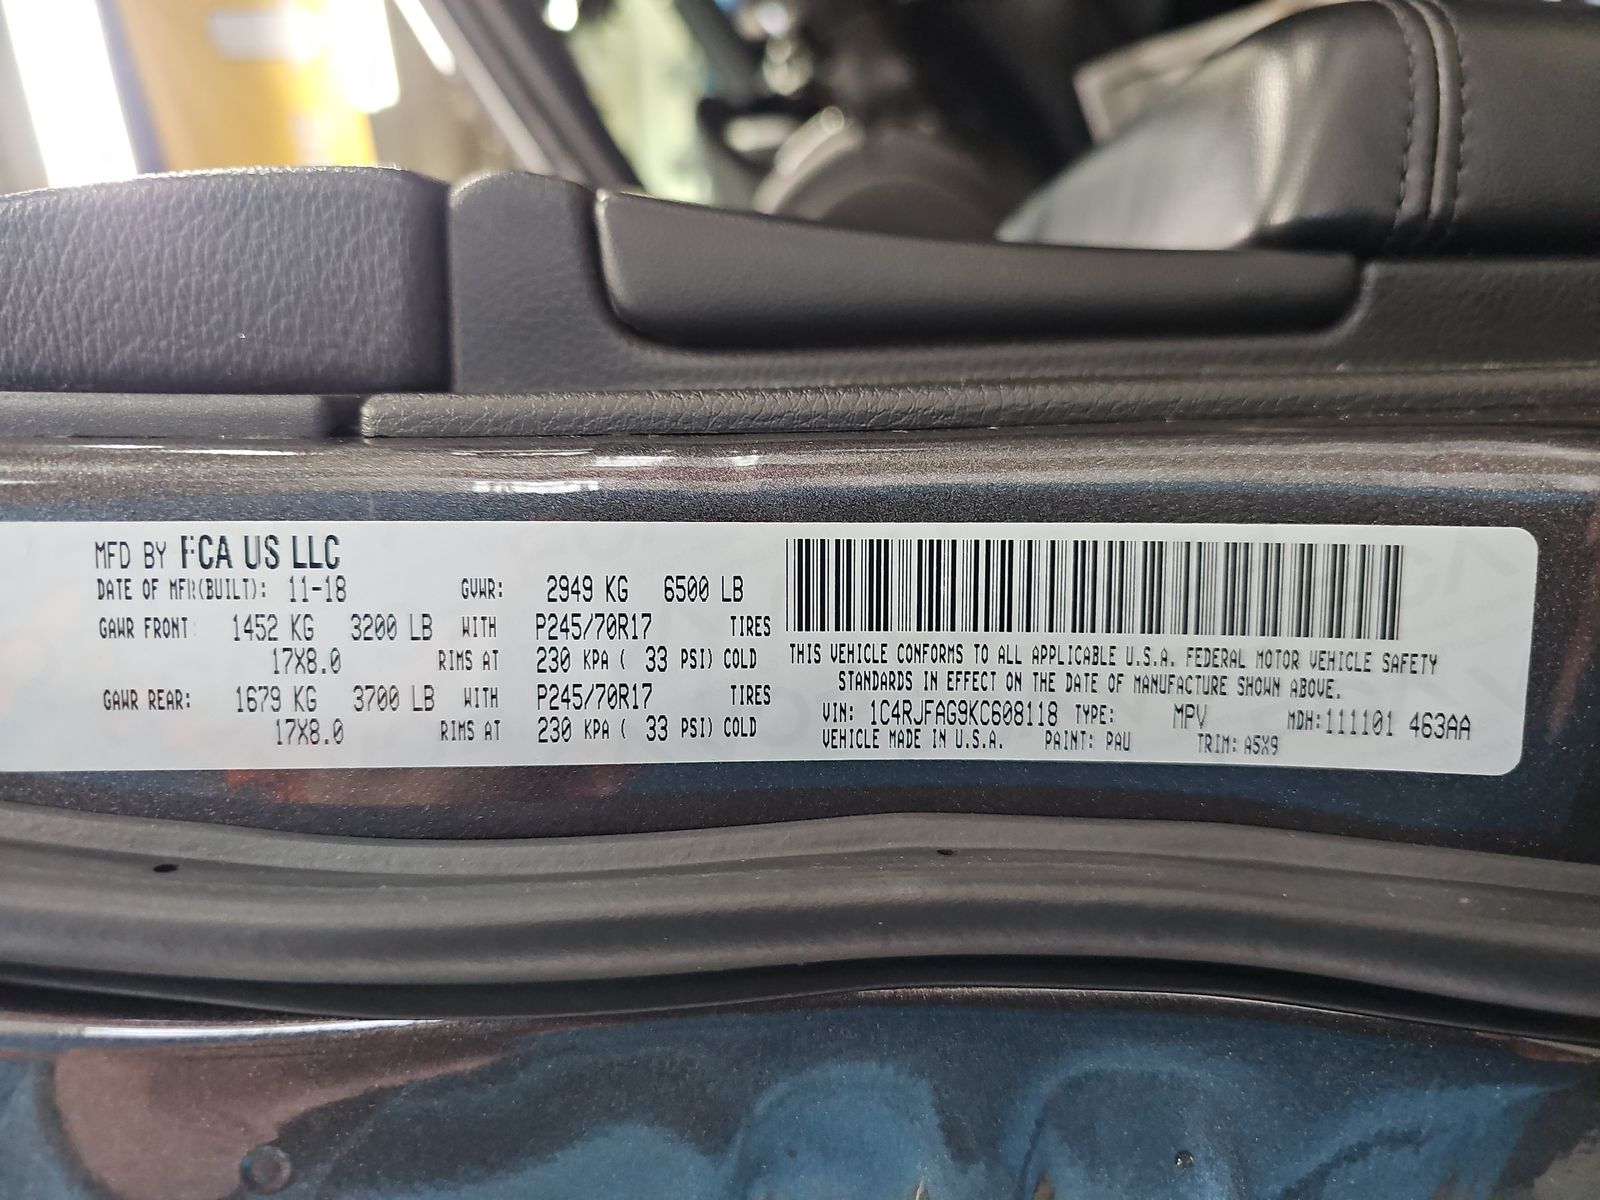 MFD BY FCA US LLC
DATE OF MFR(BUILT): 11-18 GVWR: 2949 KG 6500 LB
GAWR FRONT: 1452 KG 3200 LB WITH P245/70R17 TIRES
17X8.0 RIMS AT 230 KPA ( 33 PSI) COLD
GAWR REAR: 1679 KG 3700 LB WITH P245/70R17 TIRES
17X8.0 RIMS AT 230 KPA ( 33 PSI) COLD
THIS VEHICLE CONFORMS TO ALL APPLICABLE U.S.A. FEDERAL MOTOR VEHICLE SAFETY
STANDARDS IN EFFECT ON THE DATE OF MANUFACTURE SHOWN ABOVE.
VIN: 1C4RJFAG9KC608118 TYPE: MPV MDH:111101 463AA
VEHICLE MADE IN U.S.A. PAINT: PAU TRIM: A5X9